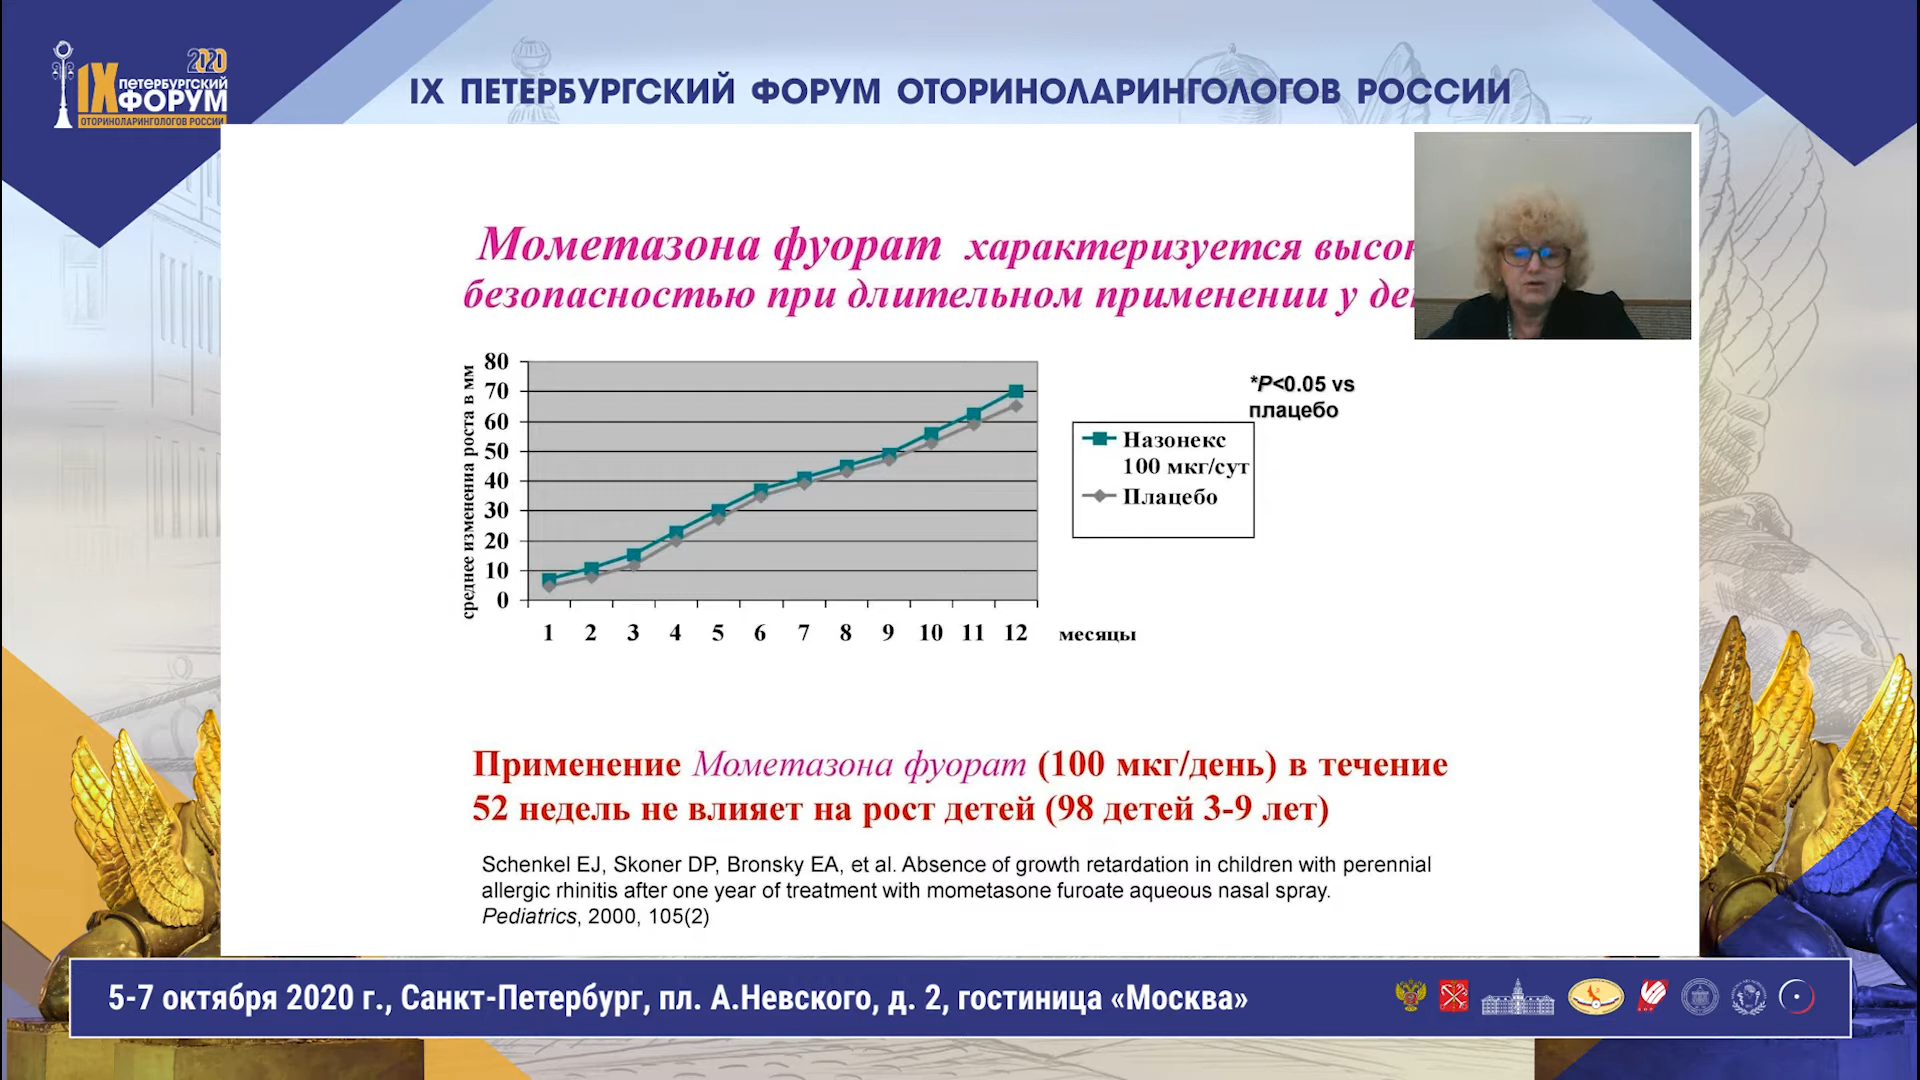 2020
IX ПЕТЕРБУРГСКИЙ
ФОРУМ
ОТОРИНОЛАРИНГОЛОГОВ РОССИИ
IX ПЕТЕРБУРГСКИЙ ФОРУМ ОТОРИНОЛАРИНГОЛОГОВ РОССИИ
Мометазона фуорат характеризуется
безопасностью при длительном применении у
среднее изменения роста в мм
80
70
60
50
40
30
20
10
0
1 2 3 4 5 6 7 8 9 10 11 12 месяцы
*P<0.05 vs
плацебо
Назонекс
100 мкг/сут
Плацебо
Применение Мометазона фуорат (100 мкг/день) в течение
52 недель не влияет на рост детей (98 детей 3-9 лет)
Schenkel EJ, Skoner DP, Bronsky EA, et al. Absence of growth retardation in children with perennial
allergic rhinitis after one year of treatment with mometasone furoate aqueous nasal spray.
Pediatrics, 2000, 105(2)
5-7 октября 2020 г., Санкт-Петербург, пл. А.Невского, д. 2, гостиница «Москва»